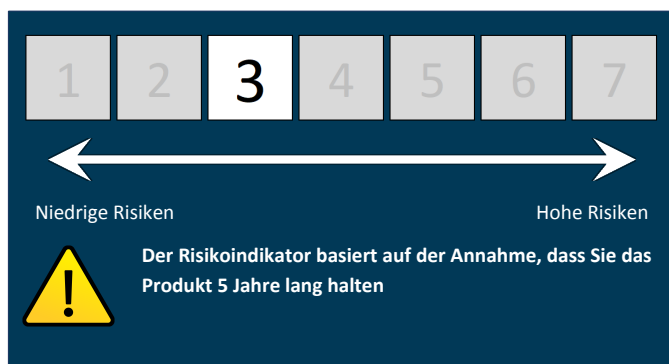 1 2 3 4 5 6 7
Niedrige Risiken Hohe Risiken
Der Risikoindikator basiert auf der Annahme, dass Sie das
Produkt 5 Jahre lang halten